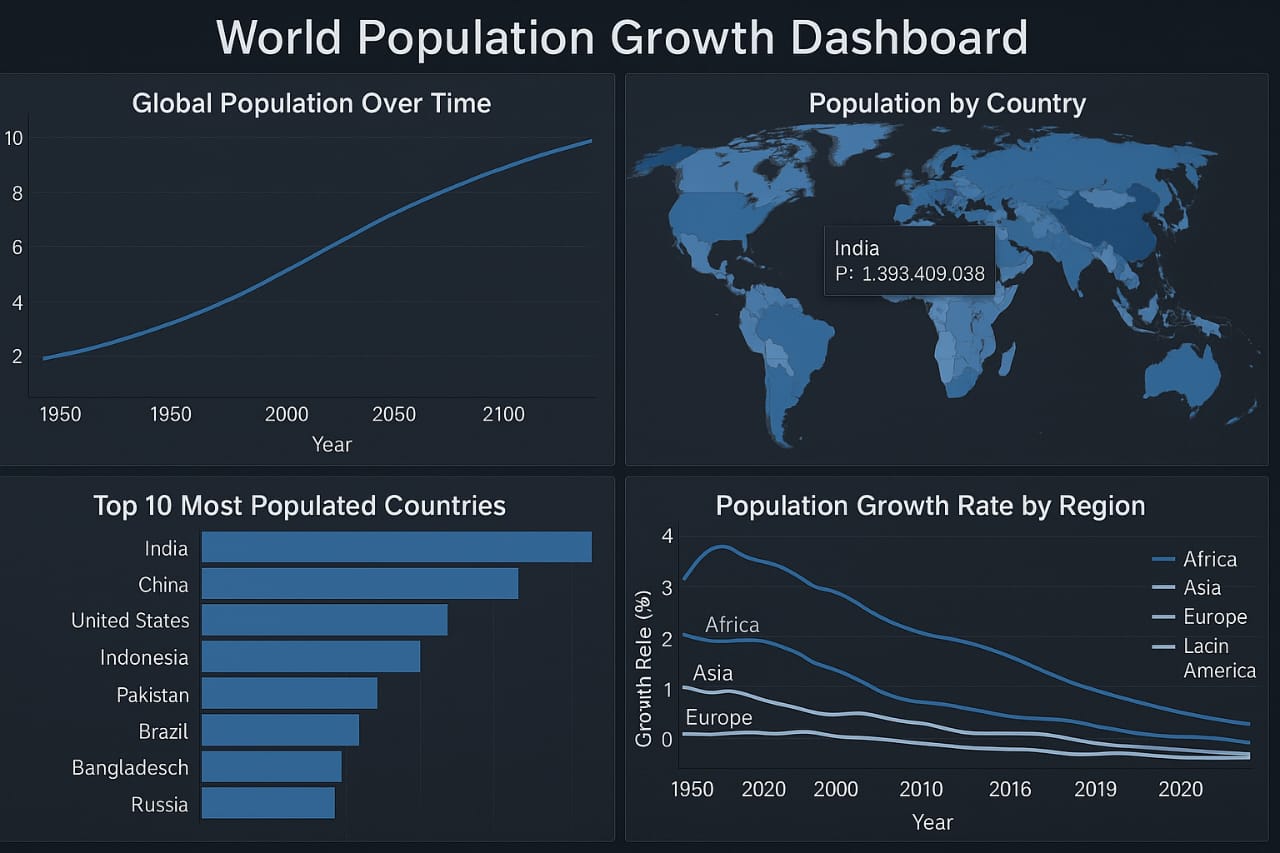 World Population Growth Dashboard
Global Population Over Time
10
8
6
4
2
1950 1950 2000 2050 2100
Year
Population by Country
India
P: 1.393.409.038
Top 10 Most Populated Countries
India
China
United States
Indonesia
Pakistan
Brazil
Bangladesch
Russia
Population Growth Rate by Region
Growth Rele (%)
4
3
2
1
0
Africa
Asia
Europe
Africa
Asia
Europe
Lacin
America
1950 2020 2000 2010 2016 2019 2020
Year